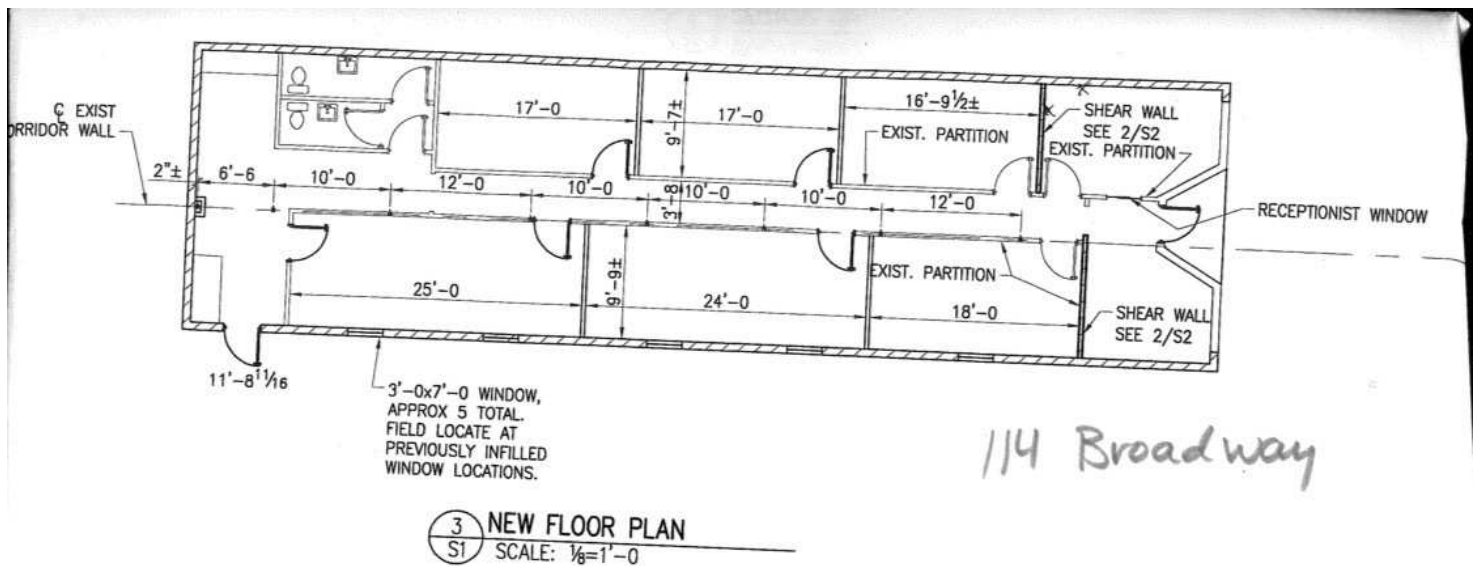 ℄ EXIST
ORRIDOR WALL
2"±
6'-6
10'-0
12'-0
10'-0
10'-0
10'-0
12'-0
17'-0
9'-7±
17'-0
16'-9½±
EXIST. PARTITION
SHEAR WALL
SEE 2/S2
EXIST. PARTITION
3'-8
RECEPTIONIST WINDOW
25'-0
9'-9±
24'-0
EXIST. PARTITION
18'-0
SHEAR WALL
SEE 2/S2
11'-8 11/16
3'-0x7'-0 WINDOW,
APPROX 5 TOTAL.
FIELD LOCATE AT
PREVIOUSLY INFILLED
WINDOW LOCATIONS.
114 Broadway
3
S1
NEW FLOOR PLAN
SCALE: ⅛=1'-0